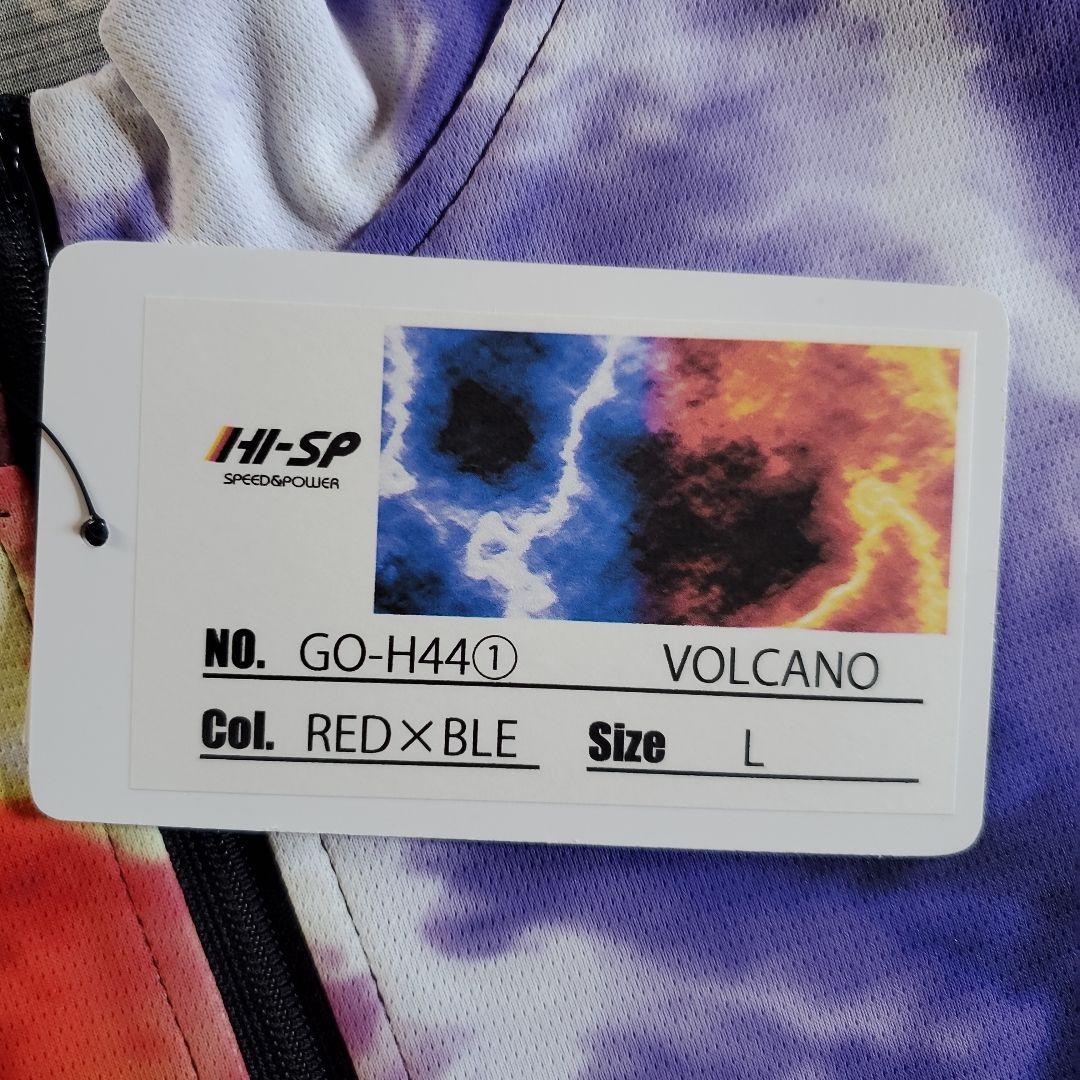 HI-SP
SPEED&POWER
NO. GO-H44① VOLCANO
Col. RED×BLE Size L